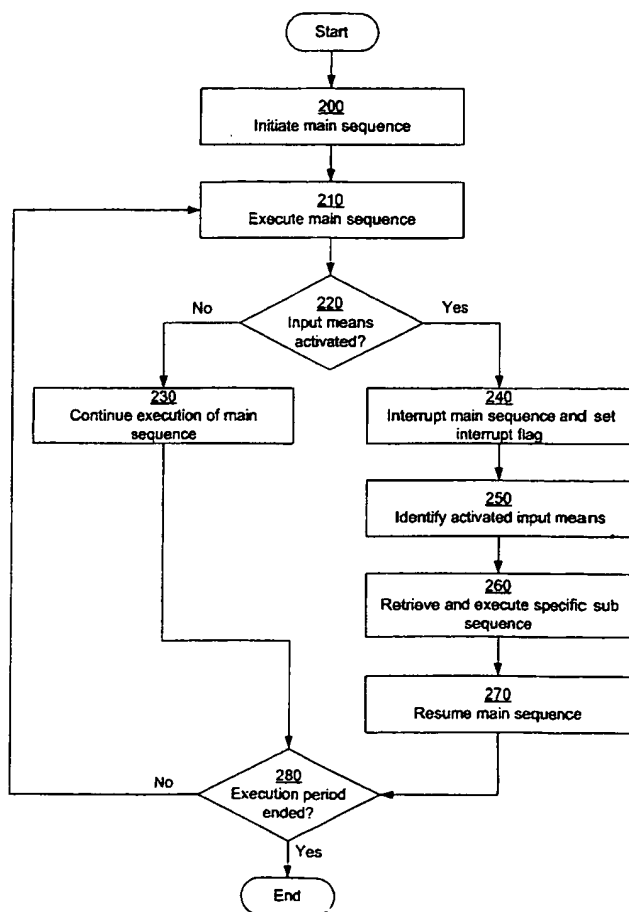 Start
200
Initiate main sequence
210
Execute main sequence
No
220
Input means
activated?
Yes
230
Continue execution of main
sequence
240
Interrupt main sequence and set
interrupt flag
250
Identify activated input means
260
Retrieve and execute specific sub
sequence
270
Resume main sequence
No
280
Execution period
ended?
Yes
End